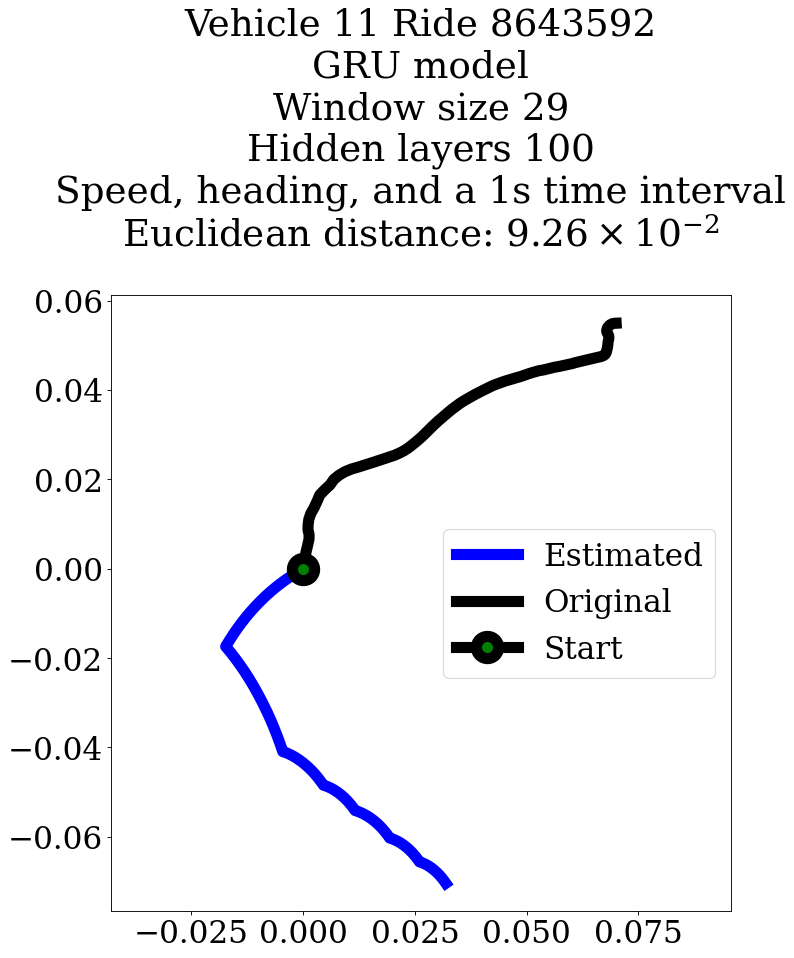 Vehicle 11 Ride 8643592
GRU model
Window size 29
Hidden layers 100
Speed, heading, and a 1s time interval
Euclidean distance: 9.26 × 10⁻²
0.06
0.04
0.02
0.00
−0.02
−0.04
−0.06
Estimated
Original
Start
−0.025 0.000 0.025 0.050 0.075